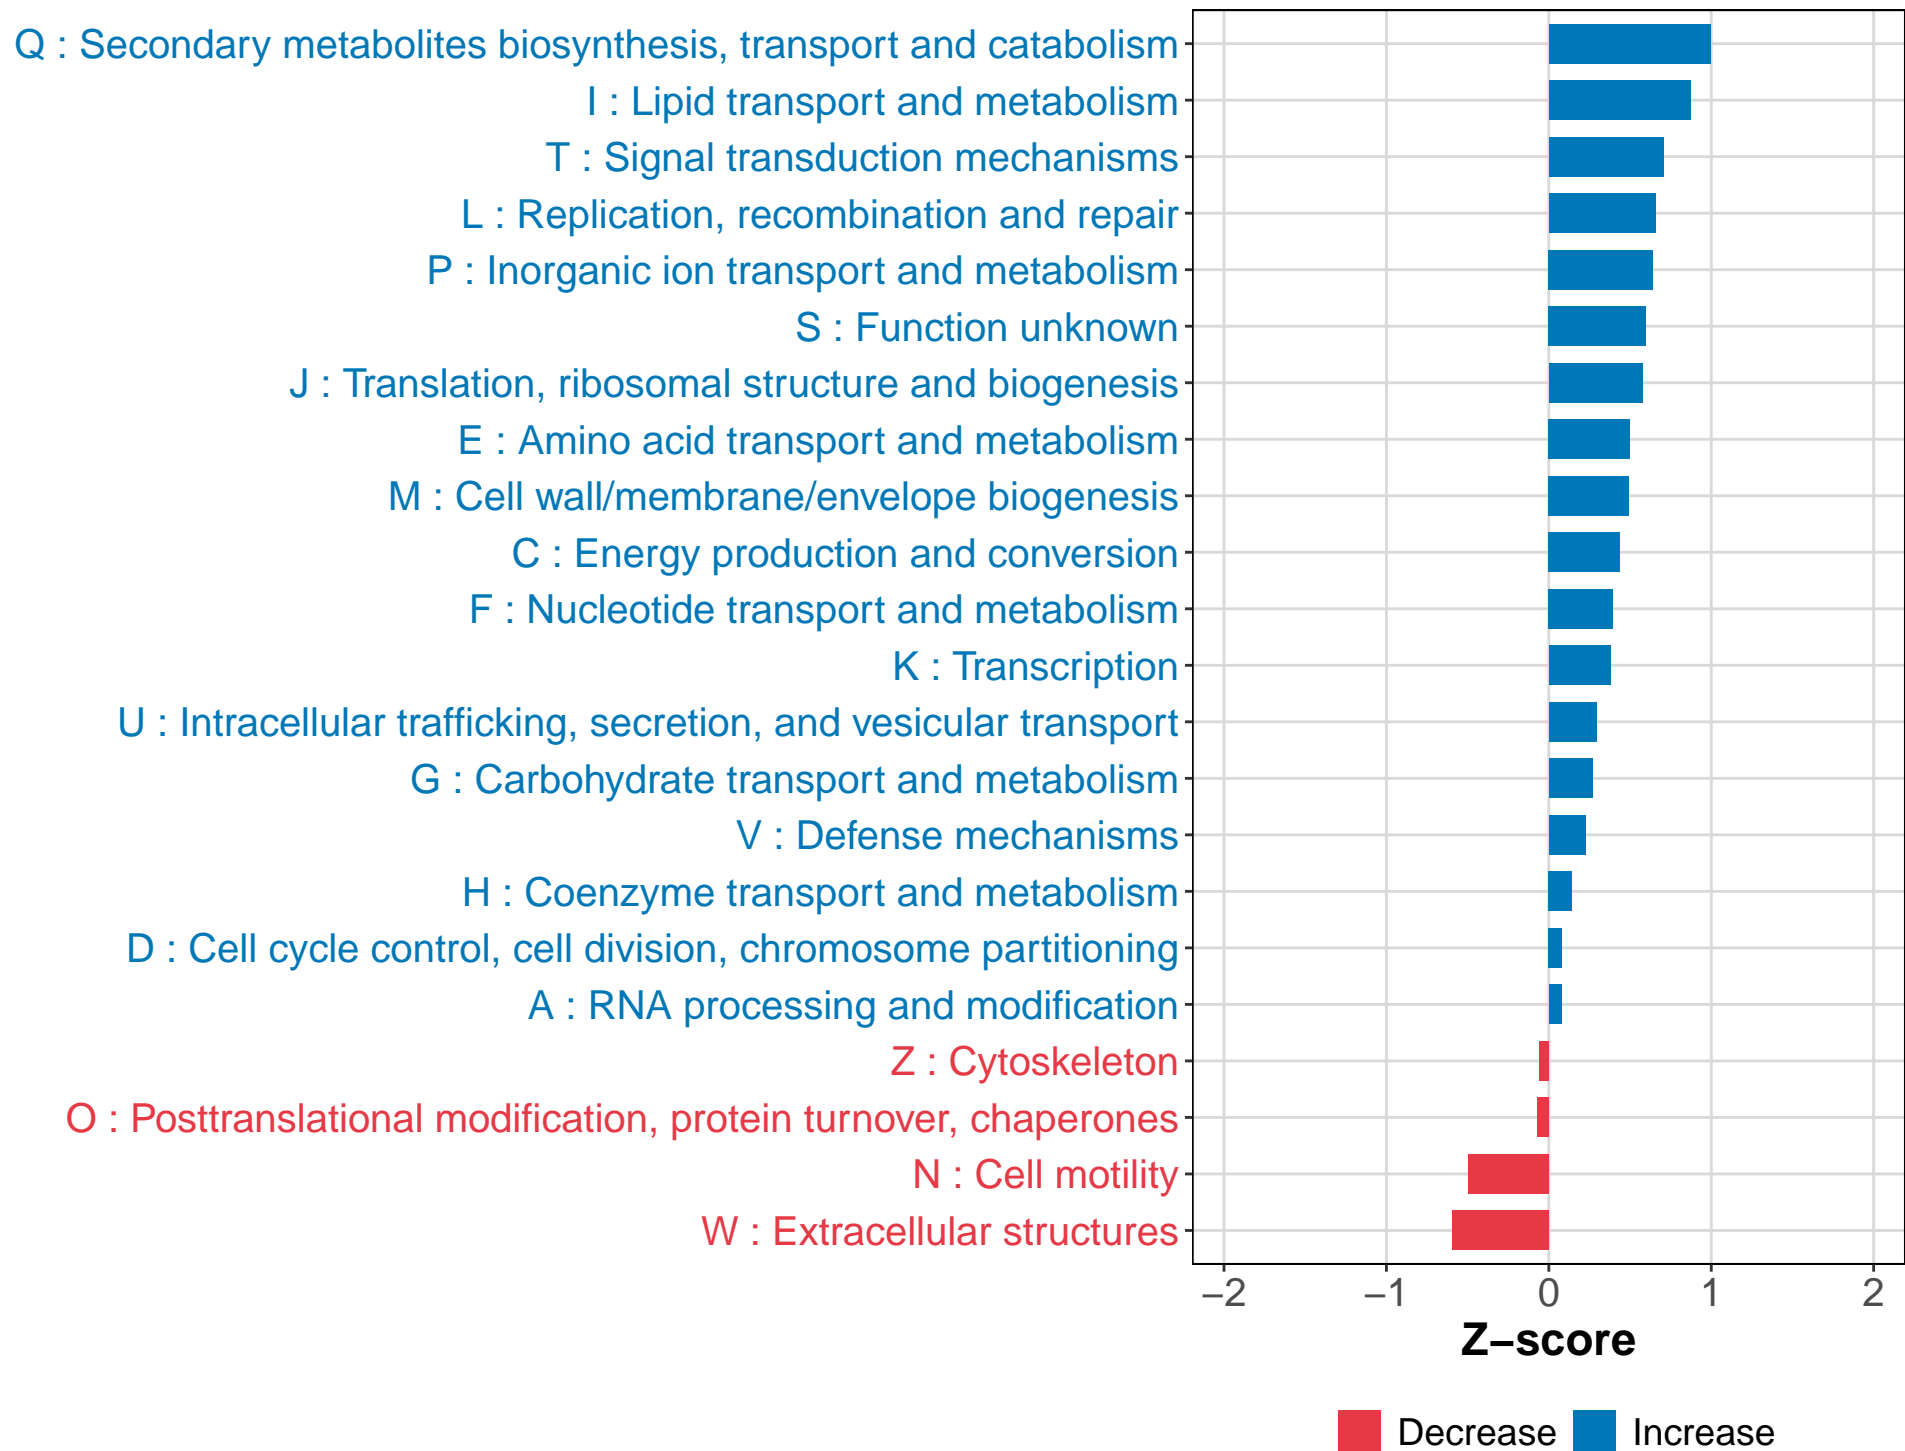 Q : Secondary metabolites biosynthesis, transport and catabolism
I : Lipid transport and metabolism
T : Signal transduction mechanisms
L : Replication, recombination and repair
P : Inorganic ion transport and metabolism
S : Function unknown
J : Translation, ribosomal structure and biogenesis
E : Amino acid transport and metabolism
M : Cell wall/membrane/envelope biogenesis
C : Energy production and conversion
F : Nucleotide transport and metabolism
K : Transcription
U : Intracellular trafficking, secretion, and vesicular transport
G : Carbohydrate transport and metabolism
V : Defense mechanisms
H : Coenzyme transport and metabolism
D : Cell cycle control, cell division, chromosome partitioning
A : RNA processing and modification
Z : Cytoskeleton
O : Posttranslational modification, protein turnover, chaperones
N : Cell motility
W : Extracellular structures
−2 −1 0 1 2
Z−score
Decrease Increase